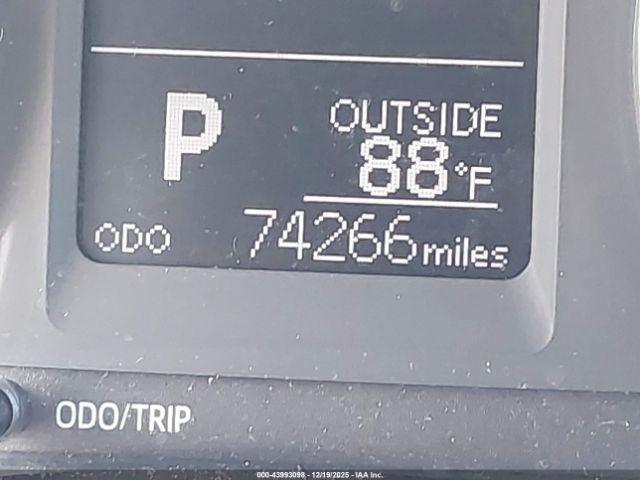 P
OUTSIDE
88°F
ODO 74266 miles
ODO/TRIP
000-43993098 - 12/19/2025 - IAA Inc.